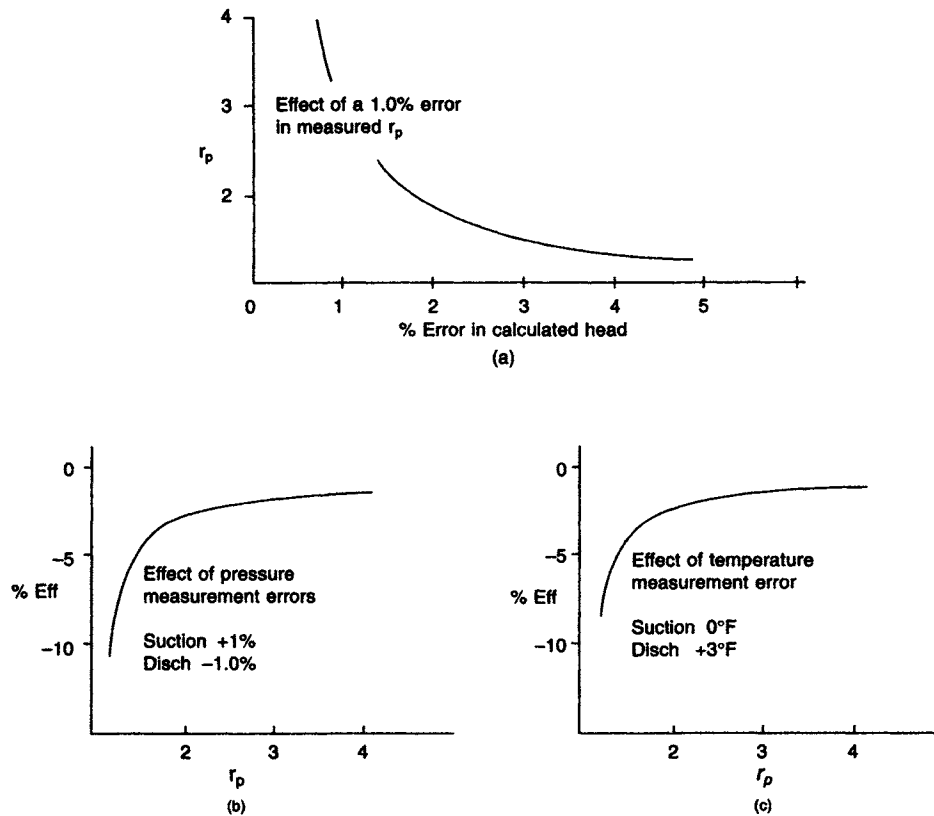 4
Effect of a 1.0% error
3
in measured rₚ
rₚ
2
0 1 2 3 4 5
% Error in calculated head
(a)
0
−5
% Eff
Effect of pressure
measurement errors
Suction +1%
−10
Disch −1.0%
2 3 4
rₚ
(b)
0
−5
Effect of temperature
measurement error
% Eff
Suction 0°F
−10
Disch +3°F
2 3 4
rₚ
(c)